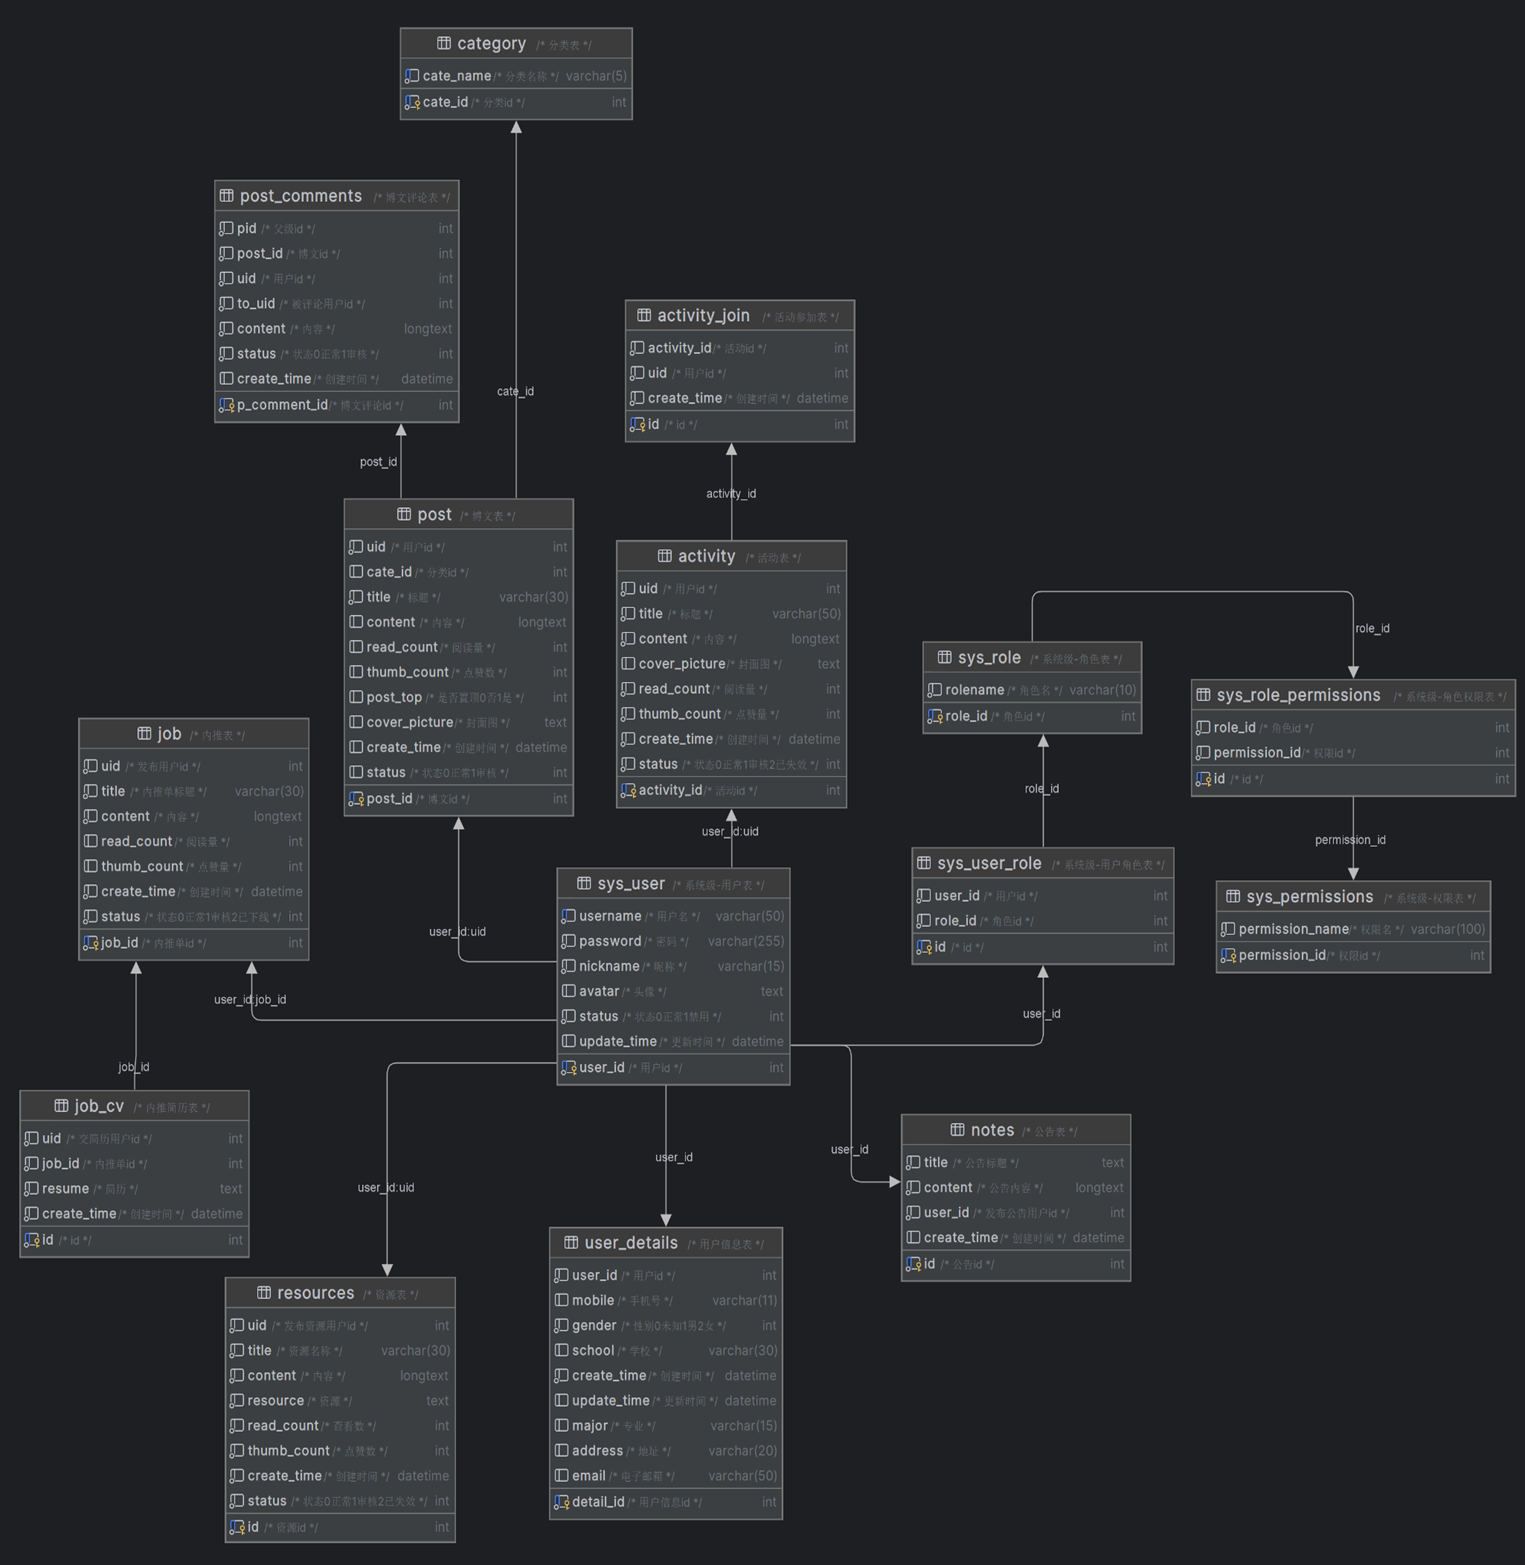 category /* 分类表 */
cate_name /* 分类名称 */ varchar(5)
cate_id /* 分类id */ int
post_comments /* 博文评论表 */
pid /* 父级id */ int
post_id /* 博文id */ int
uid /* 用户id */ int
to_uid /* 被评论用户id */ int
content /* 内容 */ longtext
status /* 状态0正常1审核 */ int
create_time /* 创建时间 */ datetime
p_comment_id /* 博文评论id */ int
cate_id
post_id
activity_join /* 活动参加表 */
activity_id /* 活动id */ int
uid /* 用户id */ int
create_time /* 创建时间 */ datetime
id /* id */ int
activity_id
post /* 博文表 */
uid /* 用户id */ int
cate_id /* 分类id */ int
title /* 标题 */ varchar(30)
content /* 内容 */ longtext
read_count /* 阅读量 */ int
thumb_count /* 点赞数 */ int
post_top /* 是否置顶0否1是 */ int
cover_picture /* 封面图 */ text
create_time /* 创建时间 */ datetime
status /* 状态0正常1审核 */ int
post_id /* 博文id */ int
activity /* 活动表 */
uid /* 用户id */ int
title /* 标题 */ varchar(50)
content /* 内容 */ longtext
cover_picture /* 封面图 */ text
read_count /* 阅读量 */ int
thumb_count /* 点赞量 */ int
create_time /* 创建时间 */ datetime
status /* 状态0正常1审核2已失效 */ int
activity_id /* 活动id */ int
sys_role /* 系统级-角色表 */
rolename /* 角色名 */ varchar(10)
role_id /* 角色id */ int
role_id
sys_role_permissions /* 系统级-角色权限表 */
role_id /* 角色id */ int
permission_id /* 权限id */ int
id /* id */ int
job /* 内推表 */
uid /* 发布用户id */ int
title /* 内推单标题 */ varchar(30)
content /* 内容 */ longtext
read_count /* 阅读量 */ int
thumb_count /* 点赞量 */ int
create_time /* 创建时间 */ datetime
status /* 状态0正常1审核2已下线 */ int
job_id /* 内推单id */ int
user_id:uid
user_id:uid
role_id
permission_id
sys_user /* 系统级-用户表 */
username /* 用户名 */ varchar(50)
password /* 密码 */ varchar(255)
nickname /* 昵称 */ varchar(15)
avatar /* 头像 */ text
status /* 状态0正常1禁用 */ int
update_time /* 更新时间 */ datetime
user_id /* 用户id */ int
sys_user_role /* 系统级-用户角色表 */
user_id /* 用户id */ int
role_id /* 角色id */ int
id /* id */ int
sys_permissions /* 系统级-权限表 */
permission_name /* 权限名 */ varchar(100)
permission_id /* 权限id */ int
user_id:job_id
user_id
job_id
job_cv /* 内推简历表 */
uid /* 交简历用户id */ int
job_id /* 内推单id */ int
resume /* 简历 */ text
create_time /* 创建时间 */ datetime
id /* id */ int
user_id:uid
user_id
user_id
notes /* 公告表 */
title /* 公告标题 */ text
content /* 公告内容 */ longtext
user_id /* 发布公告用户id */ int
create_time /* 创建时间 */ datetime
id /* 公告id */ int
resources /* 资源表 */
uid /* 发布资源用户id */ int
title /* 资源名称 */ varchar(30)
content /* 内容 */ longtext
resource /* 资源 */ text
read_count /* 查看数 */ int
thumb_count /* 点赞数 */ int
create_time /* 创建时间 */ datetime
status /* 状态0正常1审核2已失效 */ int
id /* 资源id */ int
user_details /* 用户信息表 */
user_id /* 用户id */ int
mobile /* 手机号 */ varchar(11)
gender /* 性别0未知1男2女 */ int
school /* 学校 */ varchar(30)
create_time /* 创建时间 */ datetime
update_time /* 更新时间 */ datetime
major /* 专业 */ varchar(15)
address /* 地址 */ varchar(20)
email /* 电子邮箱 */ varchar(50)
detail_id /* 用户信息id */ int